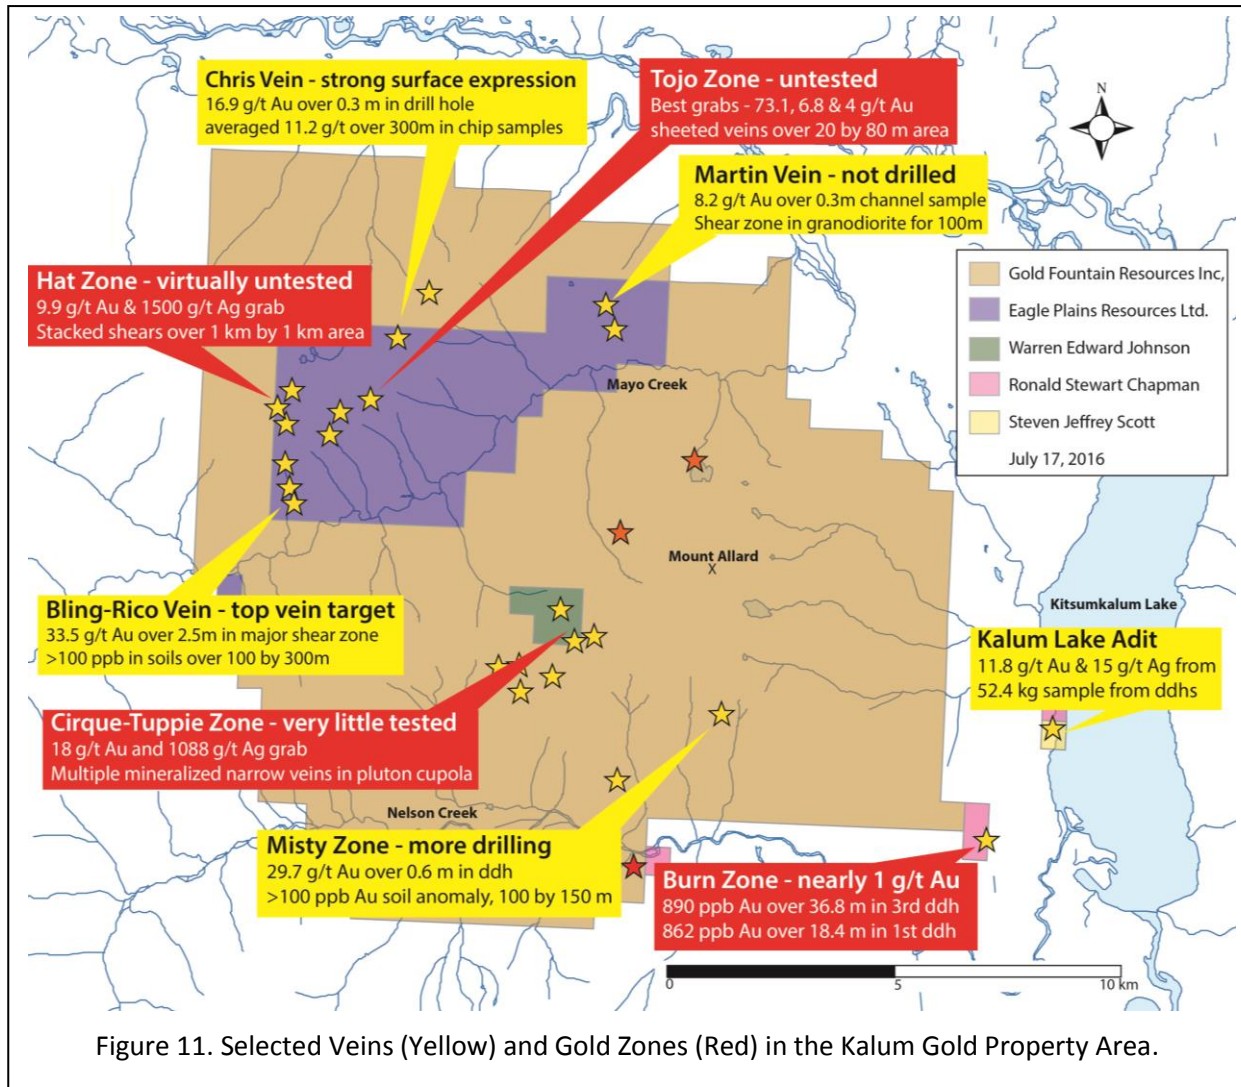 Chris Vein - strong surface expression
16.9 g/t Au over 0.3 m in drill hole
averaged 11.2 g/t over 300m in chip samples
Tojo Zone - untested
Best grabs - 73.1, 6.8 & 4 g/t Au
sheeted veins over 20 by 80 m area
N
Martin Vein - not drilled
8.2 g/t Au over 0.3m channel sample
Shear zone in granodiorite for 100m
Hat Zone - virtually untested
9.9 g/t Au & 1500 g/t Ag grab
Stacked shears over 1 km by 1 km area
Gold Fountain Resources Inc,
Eagle Plains Resources Ltd.
Warren Edward Johnson
Ronald Stewart Chapman
Steven Jeffrey Scott
July 17, 2016
Mayo Creek
Mount Allard
X
Bling-Rico Vein - top vein target
33.5 g/t Au over 2.5m in major shear zone
>100 ppb in soils over 100 by 300m
Kitsumkalum Lake
Kalum Lake Adit
11.8 g/t Au & 15 g/t Ag from
52.4 kg sample from ddhs
Cirque-Tuppie Zone - very little tested
18 g/t Au and 1088 g/t Ag grab
Multiple mineralized narrow veins in pluton cupola
Nelson Creek
Misty Zone - more drilling
29.7 g/t Au over 0.6 m in ddh
>100 ppb Au soil anomaly, 100 by 150 m
Burn Zone - nearly 1 g/t Au
890 ppb Au over 36.8 m in 3rd ddh
862 ppb Au over 18.4 m in 1st ddh
0 5 10 km
Figure 11. Selected Veins (Yellow) and Gold Zones (Red) in the Kalum Gold Property Area.